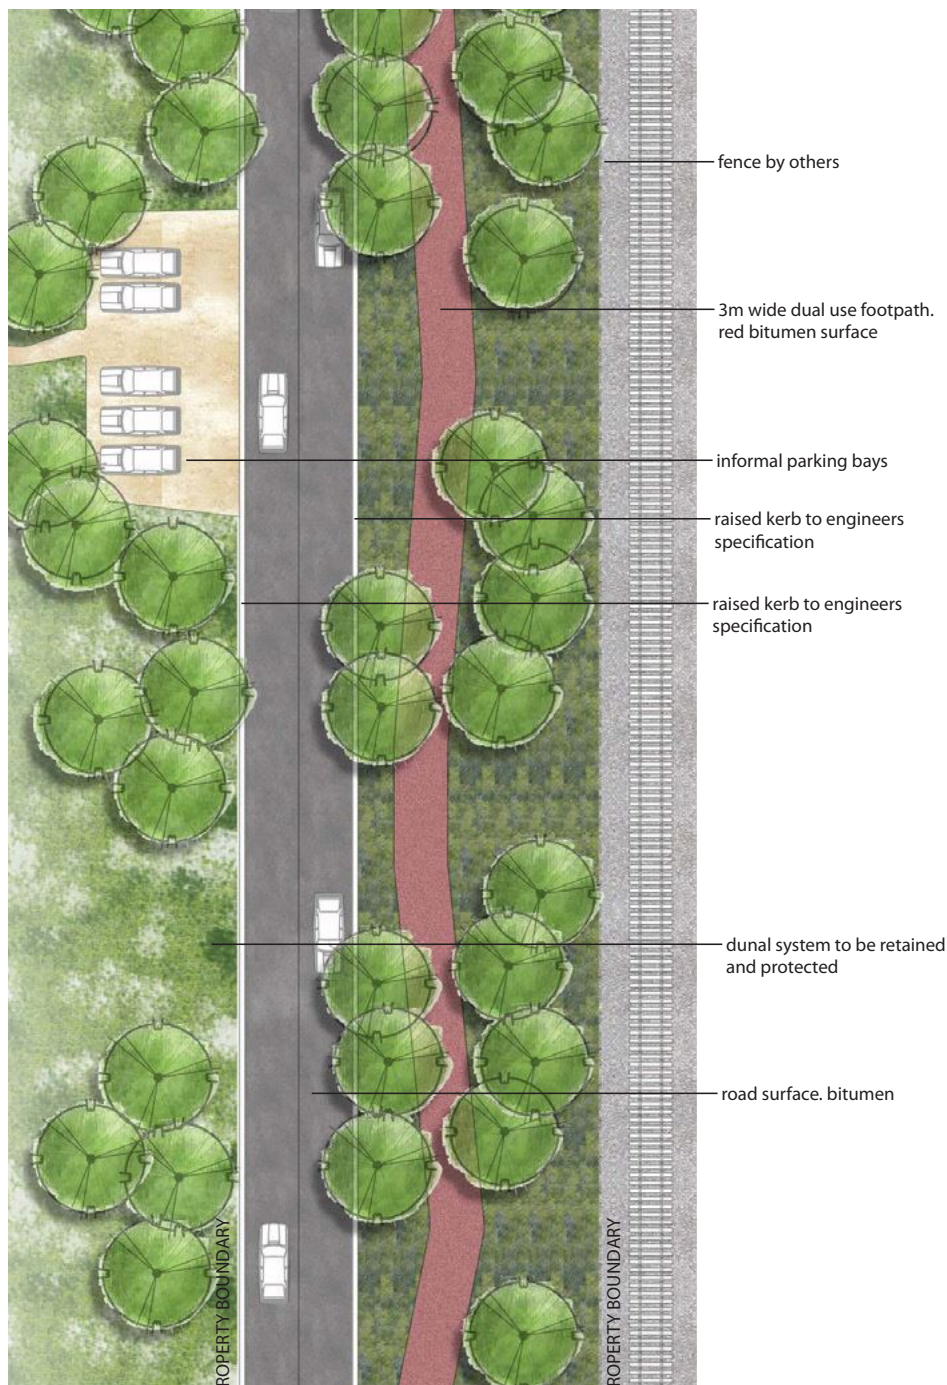 fence by others
3m wide dual use footpath.
red bitumen surface
informal parking bays
raised kerb to engineers
specification
raised kerb to engineers
specification
dunal system to be retained
and protected
road surface. bitumen
ROPERTY BOUNDARY
ROPERTY BOUNDARY